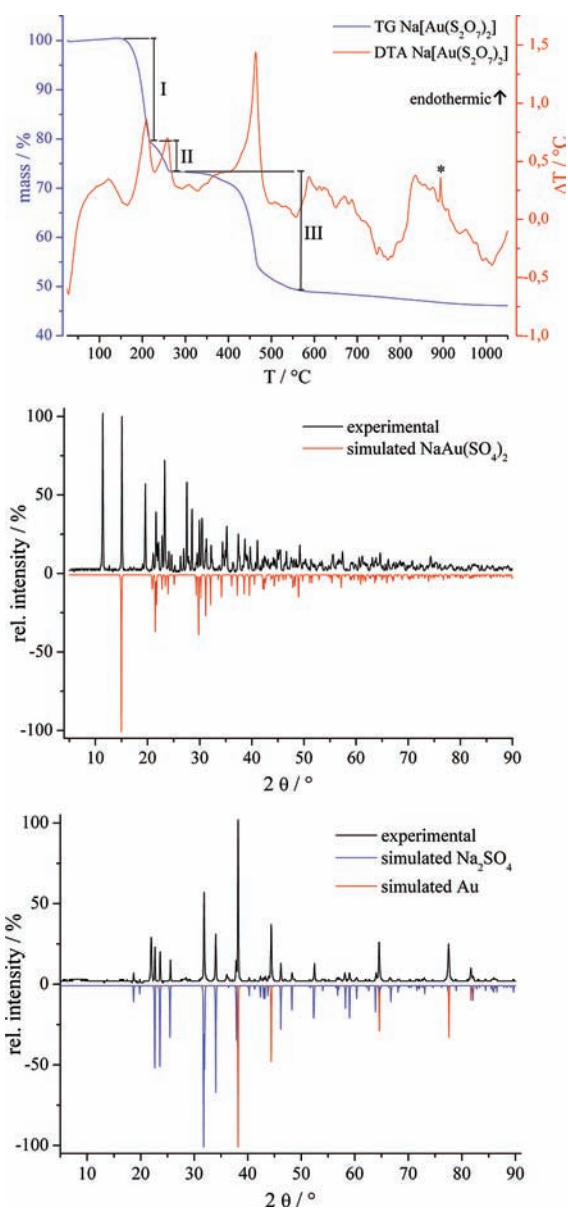 TG Na[Au(S₂O₇)₂]
DTA Na[Au(S₂O₇)₂]
endothermic ↑
I
II
III
*
mass / %
100
90
80
70
60
50
40
ΔT / °C
1,5
1,0
0,5
0,0
-0,5
-1,0
100 200 300 400 500 600 700 800 900 1000
T / °C
experimental
simulated NaAu(SO₄)₂
rel. intensity / %
100
50
0
-50
-100
10 20 30 40 50 60 70 80 90
2 θ / °
experimental
simulated Na₂SO₄
simulated Au
rel. intensity / %
100
50
0
-50
-100
10 20 30 40 50 60 70 80 90
2 θ / °